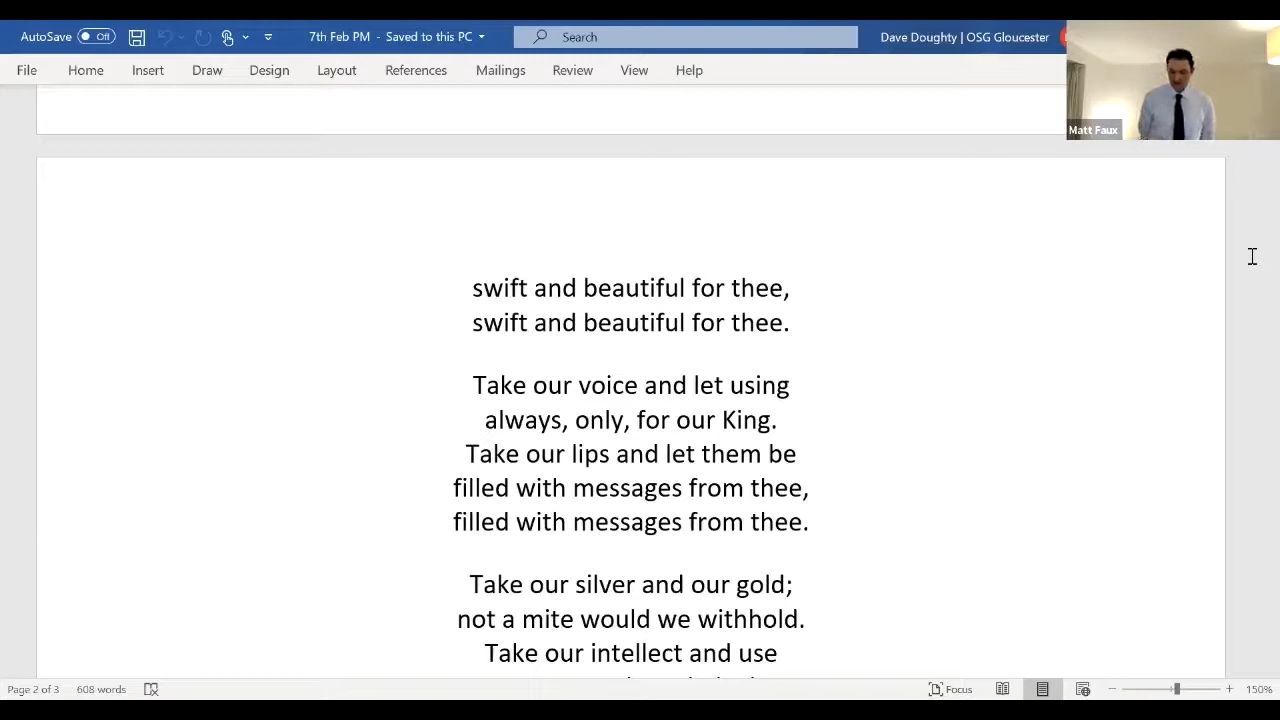 AutoSave Off 7th Feb PM - Saved to this PC Search Dave Doughty | OSG Gloucester
File Home Insert Draw Design Layout References Mailings Review View Help
Matt Faux
swift and beautiful for thee,
swift and beautiful for thee.
Take our voice and let using
always, only, for our King.
Take our lips and let them be
filled with messages from thee,
filled with messages from thee.
Take our silver and our gold;
not a mite would we withhold.
Take our intellect and use
Page 2 of 3 608 words Focus 150%